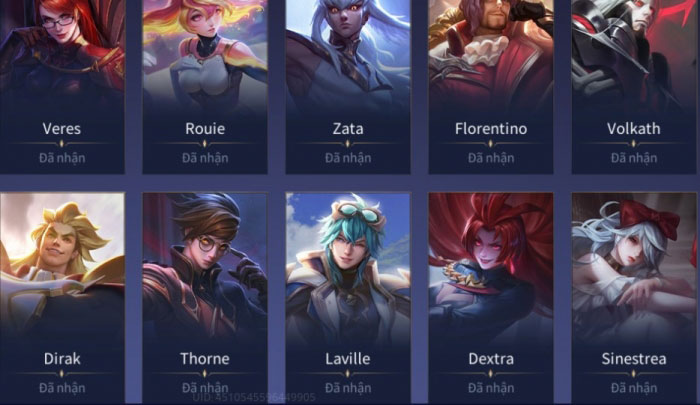 Veres Rouie Zata Florentino Volkath
Đã nhận Đã nhận Đã nhận Đã nhận Đã nhận
Dirak Thorne Laville Dextra Sinestrea
Đã nhận Đã nhận Đã nhận Đã nhận Đã nhận
UID: 4510545596449905